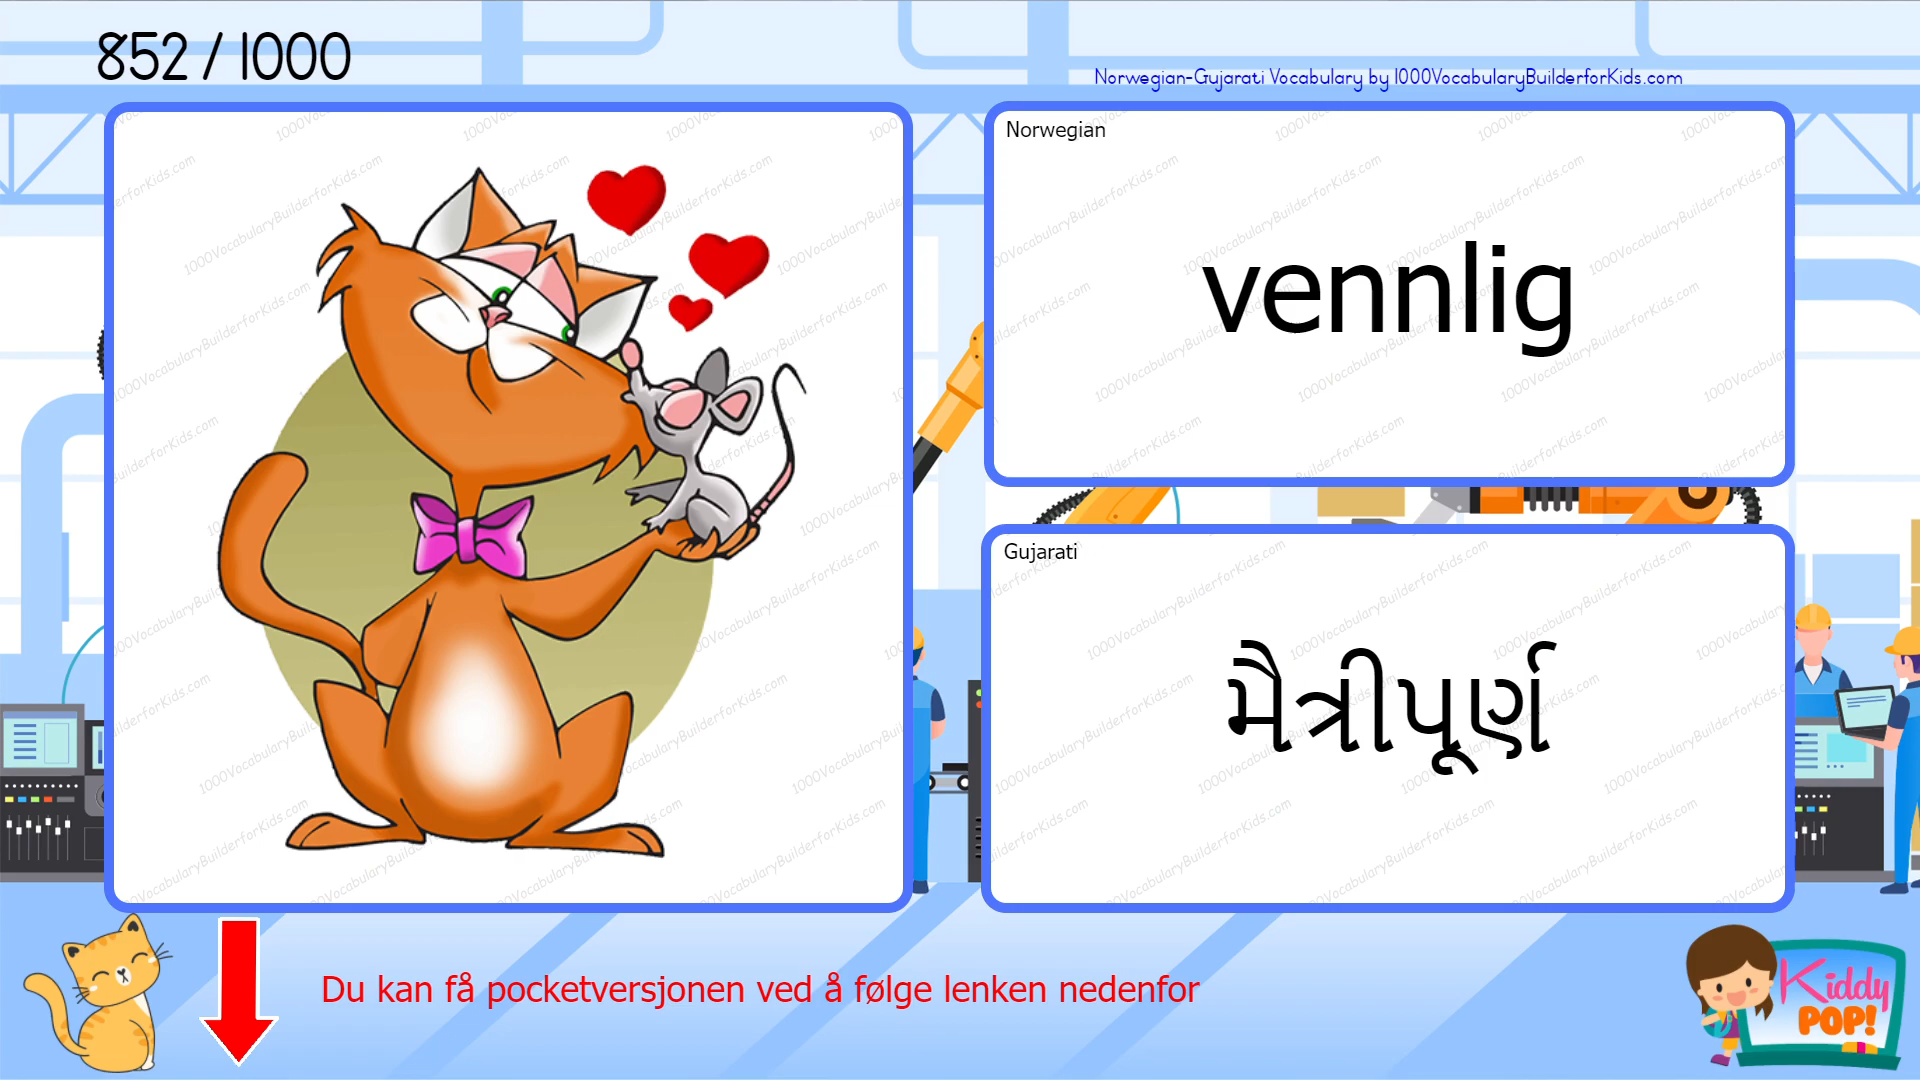 852 / 1000
Norwegian-Gujarati Vocabulary by 1000VocabularyBuilderforKids.com
Norwegian
vennlig
Gujarati
મૈત્રીપૂર્ણ
Du kan få pocketversjonen ved å følge lenken nedenfor
Kiddy
POP!